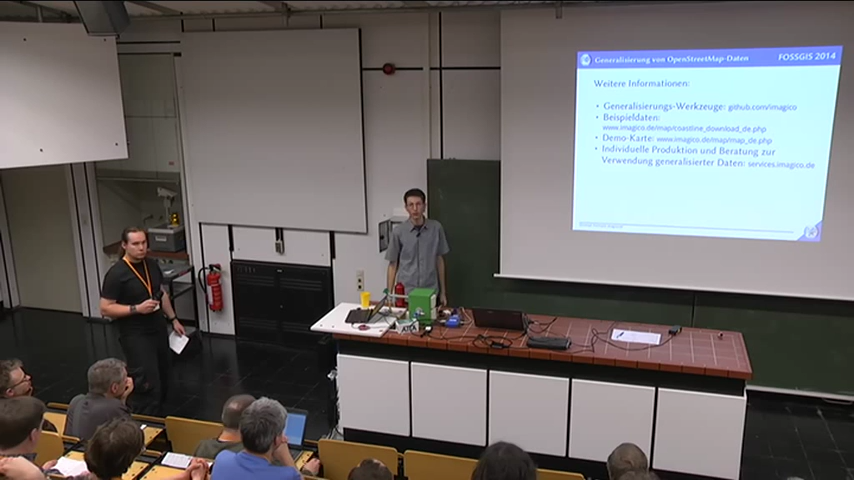 Generalisierung von OpenStreetMap-Daten FOSSGIS 2014
Weitere Informationen:
• Generalisierungs-Werkzeuge: github.com/imagico
• Beispieldaten:
www.imagico.de/map/coastline_download_de.php
• Demo-Karte: www.imagico.de/map/map_de.php
• Individuelle Produktion und Beratung zur
Verwendung generalisierter Daten: services.imagico.de